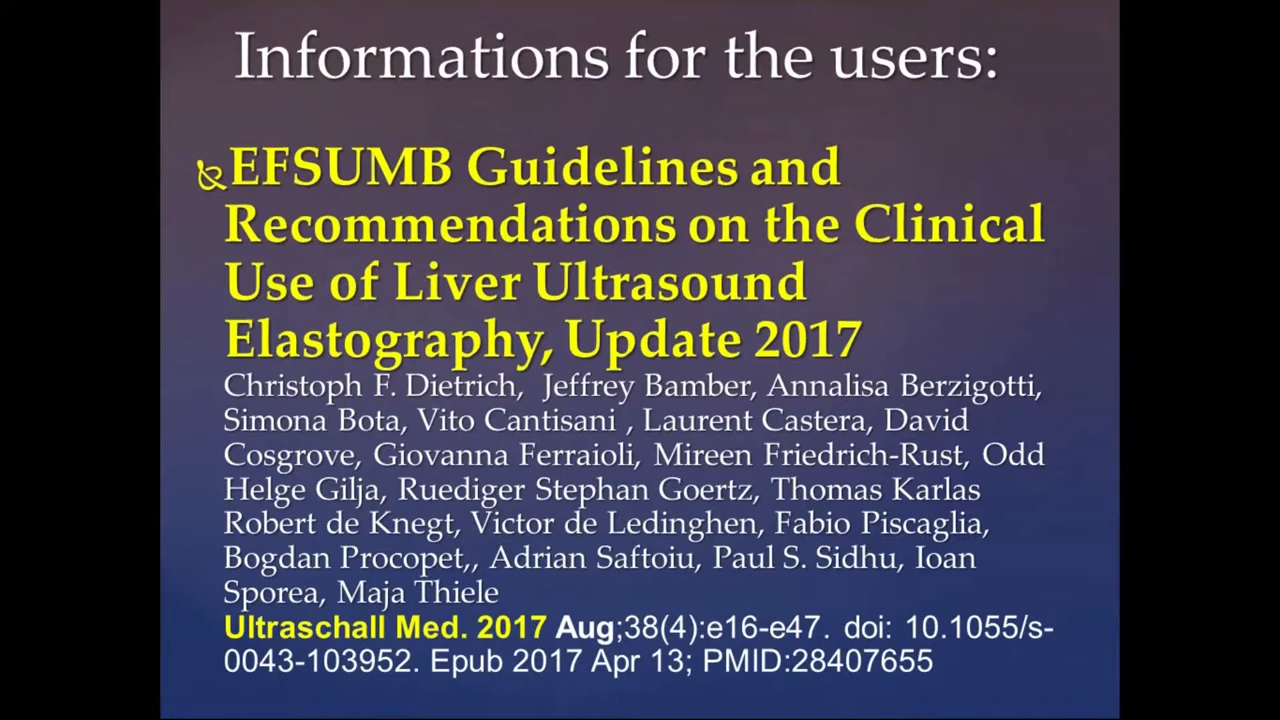 Informations for the users:
EFSUMB Guidelines and
Recommendations on the Clinical
Use of Liver Ultrasound
Elastography, Update 2017
Christoph F. Dietrich, Jeffrey Bamber, Annalisa Berzigotti,
Simona Bota, Vito Cantisani , Laurent Castera, David
Cosgrove, Giovanna Ferraioli, Mireen Friedrich-Rust, Odd
Helge Gilja, Ruediger Stephan Goertz, Thomas Karlas
Robert de Knegt, Victor de Ledinghen, Fabio Piscaglia,
Bogdan Procopet,, Adrian Saftoiu, Paul S. Sidhu, Ioan
Sporea, Maja Thiele
Ultraschall Med. 2017 Aug;38(4):e16-e47. doi: 10.1055/s-
0043-103952. Epub 2017 Apr 13; PMID:28407655